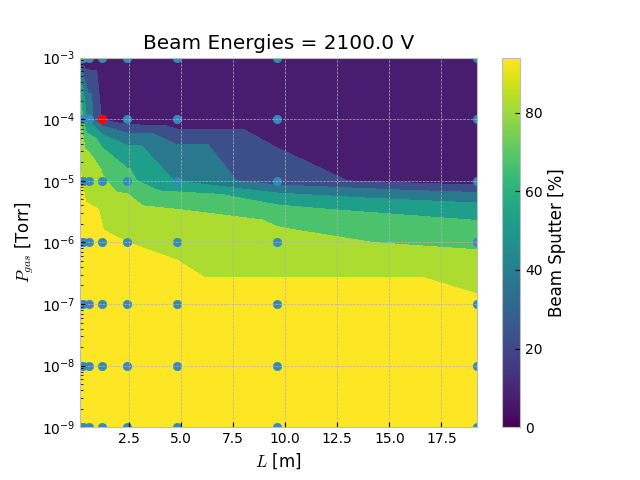 Beam Energies = 2100.0 V
10⁻³
10⁻⁴
10⁻⁵
10⁻⁶
10⁻⁷
10⁻⁸
10⁻⁹
P_gas [Torr]
2.5 5.0 7.5 10.0 12.5 15.0 17.5
L [m]
80
60
40
20
0
Beam Sputter [%]